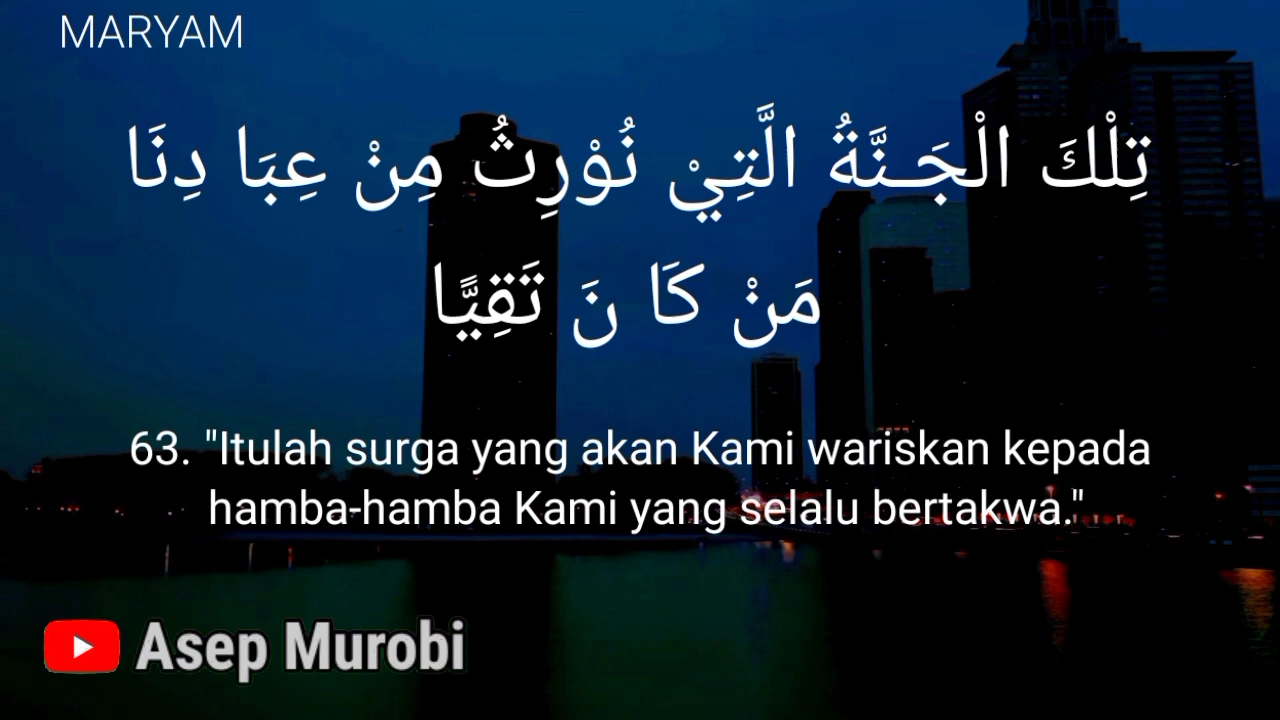 MARYAM
تِلْكَ الْجَـنَّةُ الَّتِيْ نُوْرِثُ مِنْ عِبَا دِنَا
مَنْ كَا نَ تَقِيًّا
63. "Itulah surga yang akan Kami wariskan kepada
hamba-hamba Kami yang selalu bertakwa."
Asep Murobi